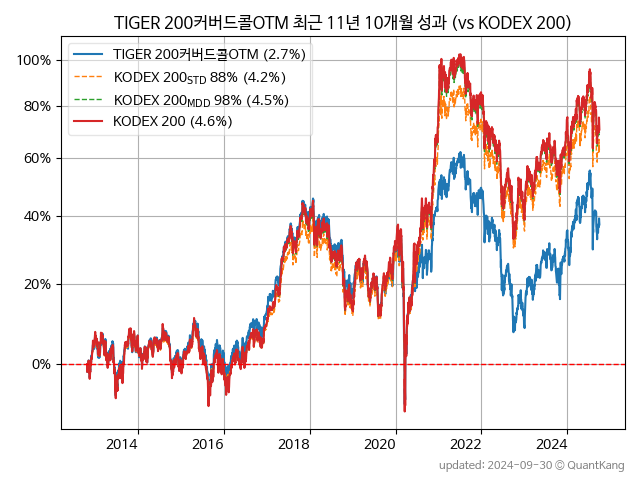 TIGER 200커버드콜OTM 최근 11년 10개월 성과 (vs KODEX 200)
TIGER 200커버드콜OTM (2.7%)
KODEX 200STD 88% (4.2%)
KODEX 200MDD 98% (4.5%)
KODEX 200 (4.6%)
100%
80%
60%
40%
20%
0%
2014 2016 2018 2020 2022 2024
updated: 2024-09-30 © QuantKang